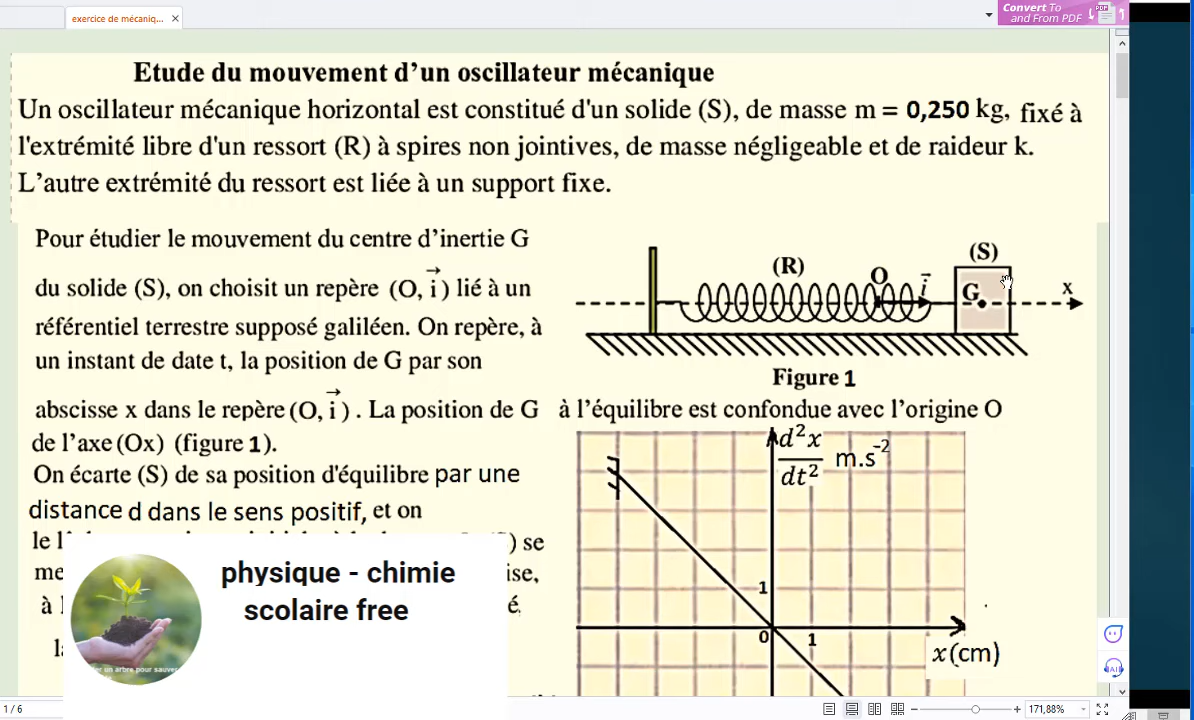 exercice de mécaniq...
Convert To
and From PDF
PDF
Etude du mouvement d’un oscillateur mécanique
Un oscillateur mécanique horizontal est constitué d'un solide (S), de masse m = 0,250 kg, fixé à
l'extrémité libre d'un ressort (R) à spires non jointives, de masse négligeable et de raideur k.
L’autre extrémité du ressort est liée à un support fixe.
Pour étudier le mouvement du centre d’inertie G
du solide (S), on choisit un repère (O, i) lié à un
référentiel terrestre supposé galiléen. On repère, à
un instant de date t, la position de G par son
abscisse x dans le repère (O, i) . La position de G à l’équilibre est confondue avec l’origine O
de l’axe (Ox) (figure 1).
(R)
O
i
(S)
G
x
Figure 1
On écarte (S) de sa position d'équilibre par une
distance d dans le sens positif, et on
le l
) se
me
ise,
à l
é.
d²x
dt²
m.s-2
1
0
1
x(cm)
physique - chimie
scolaire free
1 / 6
171,88%